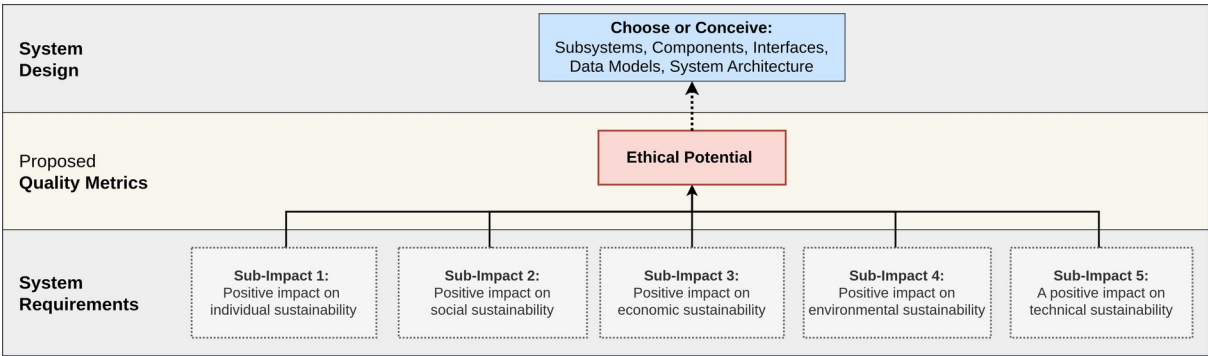 System
Design
Choose or Conceive:
Subsystems, Components, Interfaces,
Data Models, System Architecture
Proposed
Quality Metrics
Ethical Potential
System
Requirements
Sub-Impact 1:
Positive impact on
individual sustainability
Sub-Impact 2:
Positive impact on
social sustainability
Sub-Impact 3:
Positive impact on
economic sustainability
Sub-Impact 4:
Positive impact on
environmental sustainability
Sub-Impact 5:
A positive impact on
technical sustainability